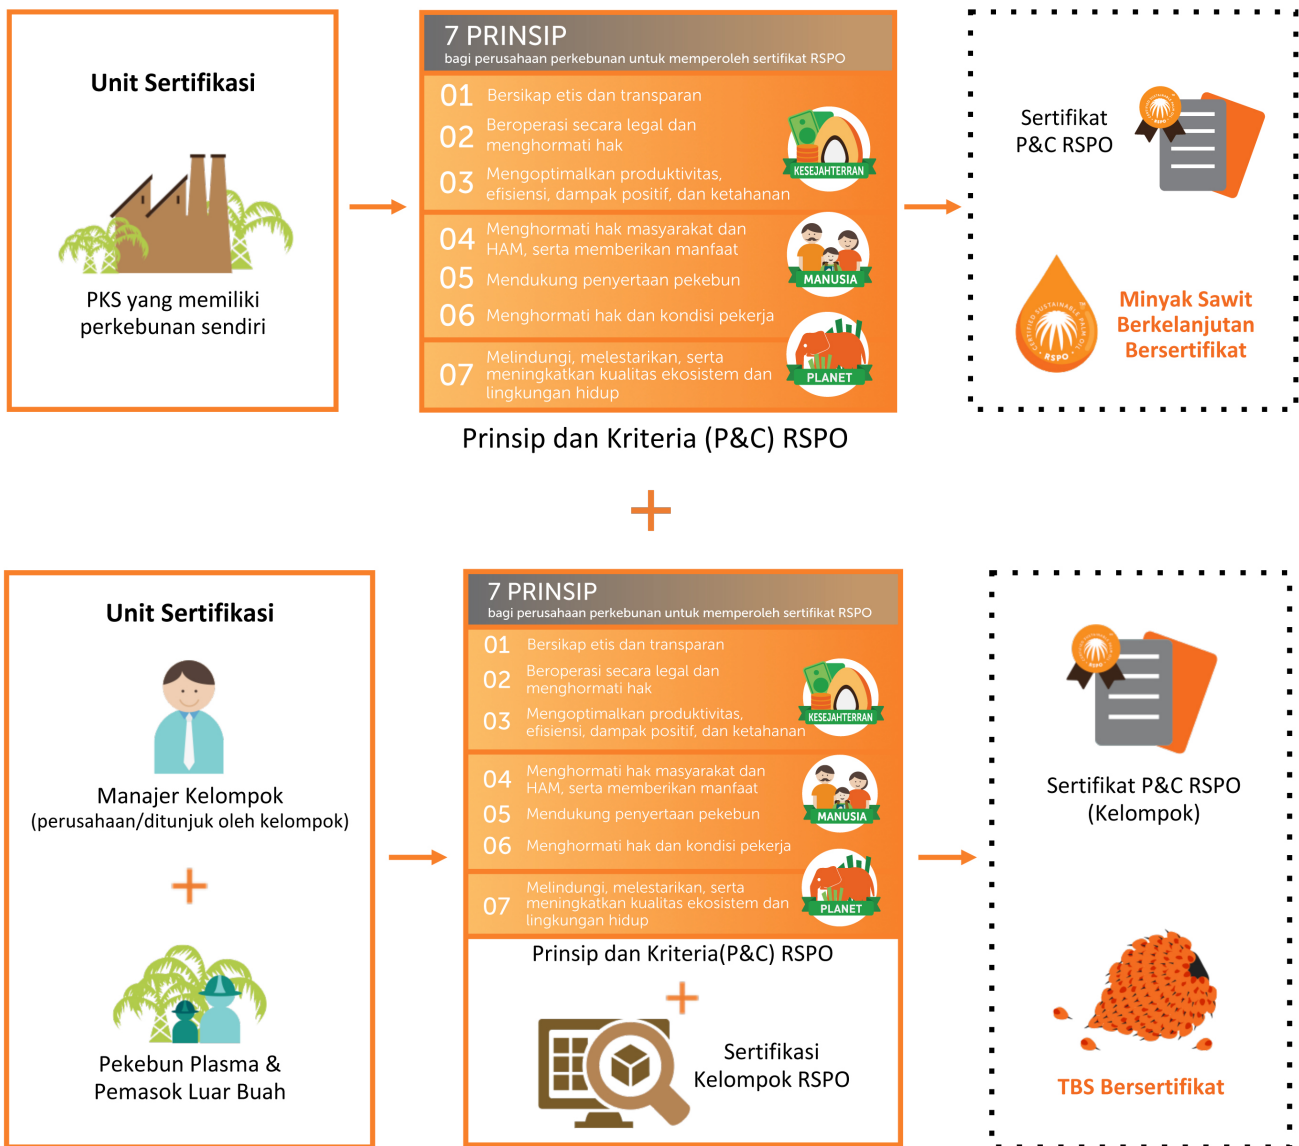 Unit Sertifikasi
PKS yang memiliki
perkebunan sendiri
7 PRINSIP
bagi perusahaan perkebunan untuk memperoleh sertifikat RSPO
01 Bersikap etis dan transparan
02 Beroperasi secara legal dan
menghormati hak
03 Mengoptimalkan produktivitas,
efisiensi, dampak positif, dan ketahanan
KESEJAHTERRAN
04 Menghormati hak masyarakat dan
HAM, serta memberikan manfaat
05 Mendukung penyertaan pekebun
MANUSIA
06 Menghormati hak dan kondisi pekerja
07 Melindungi, melestarikan, serta
meningkatkan kualitas ekosistem dan
lingkungan hidup
PLANET
Prinsip dan Kriteria (P&C) RSPO
Sertifikat
P&C RSPO
CERTIFIED SUSTAINABLE PALM OIL
RSPO
Minyak Sawit
Berkelanjutan
Bersertifikat
+
Unit Sertifikasi
Manajer Kelompok
(perusahaan/ditunjuk oleh kelompok)
+
Pekebun Plasma &
Pemasok Luar Buah
7 PRINSIP
bagi perusahaan perkebunan untuk memperoleh sertifikat RSPO
01 Bersikap etis dan transparan
02 Beroperasi secara legal dan
menghormati hak
03 Mengoptimalkan produktivitas,
efisiensi, dampak positif, dan ketahanan
KESEJAHTERRAN
04 Menghormati hak masyarakat dan
HAM, serta memberikan manfaat
05 Mendukung penyertaan pekebun
MANUSIA
06 Menghormati hak dan kondisi pekerja
07 Melindungi, melestarikan, serta
meningkatkan kualitas ekosistem dan
lingkungan hidup
PLANET
Prinsip dan Kriteria(P&C) RSPO
+
Sertifikasi
Kelompok RSPO
Sertifikat P&C RSPO
(Kelompok)
TBS Bersertifikat